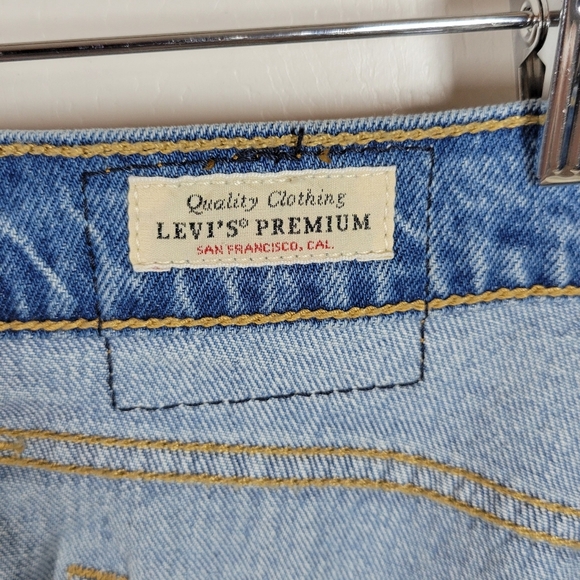 Quality Clothing
LEVI'S® PREMIUM
SAN FRANCISCO, CAL.